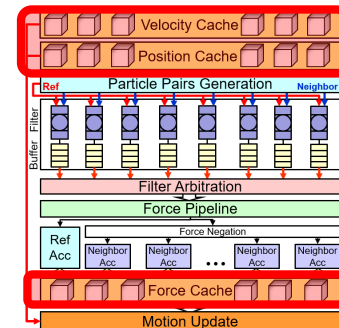 Velocity Cache
Position Cache
Ref
Particle Pairs Generation
Neighbor
Filter
Buffer
Filter Arbitration
Force Pipeline
Force Negation
Ref
Acc
Neighbor
Acc
Neighbor
Acc
...
Neighbor
Acc
Neighbor
Acc
Force Cache
Motion Update